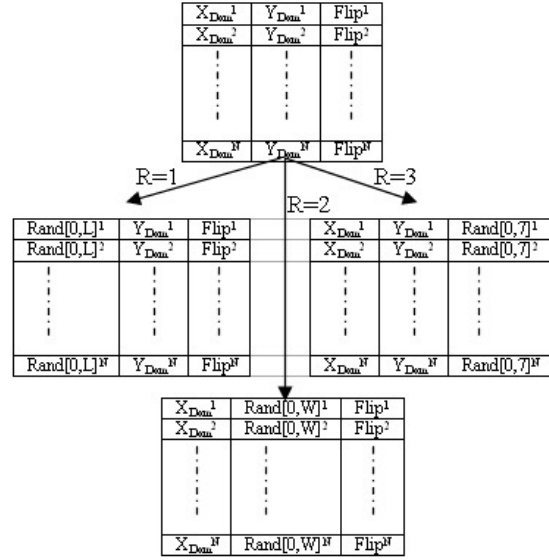 X_Dom^1 Y_Dom^1 Flip^1
X_Dom^2 Y_Dom^2 Flip^2
X_Dom^N Y_Dom^N Flip^N
R=1 R=2 R=3
Rand[0,L]^1 Y_Dom^1 Flip^1
Rand[0,L]^2 Y_Dom^2 Flip^2
Rand[0,L]^N Y_Dom^N Flip^N
X_Dom^1 Y_Dom^1 Rand[0,7]^1
X_Dom^2 Y_Dom^2 Rand[0,7]^2
X_Dom^N Y_Dom^N Rand[0,7]^N
X_Dom^1 Rand[0,W]^1 Flip^1
X_Dom^2 Rand[0,W]^2 Flip^2
X_Dom^N Rand[0,W]^N Flip^N